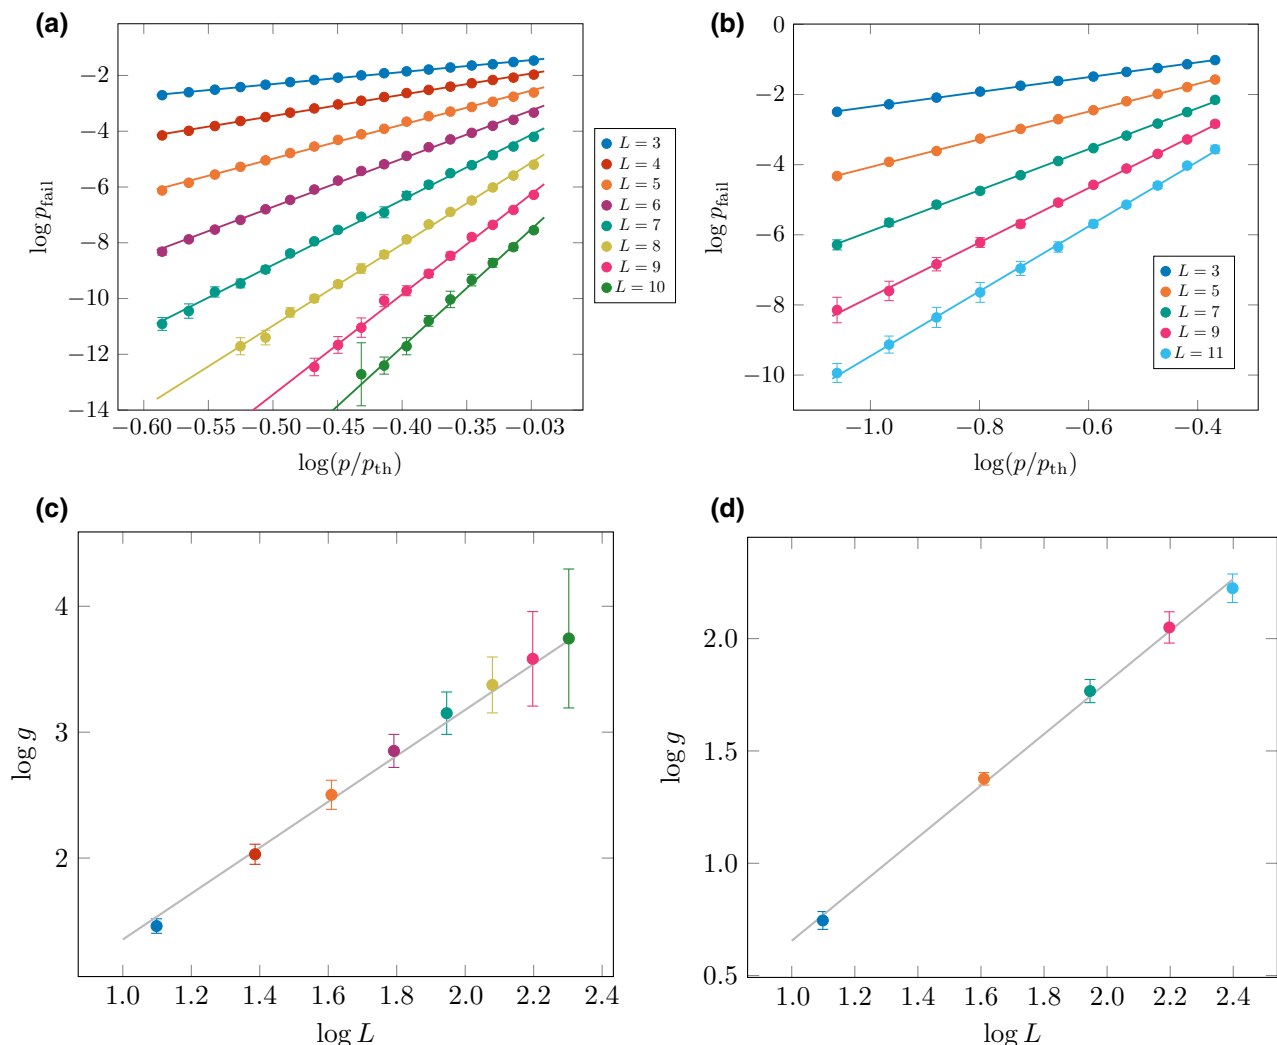 (a)
−2
−4
−6
−8
−10
−12
−14
log p_fail
−0.60 −0.55 −0.50 −0.45 −0.40 −0.35 −0.03
log(p/p_th)
L = 3
L = 4
L = 5
L = 6
L = 7
L = 8
L = 9
L = 10
(b)
0
−2
−4
−6
−8
−10
log p_fail
−1.0 −0.8 −0.6 −0.4
log(p/p_th)
L = 3
L = 5
L = 7
L = 9
L = 11
(c)
4
3
2
log g
1.0 1.2 1.4 1.6 1.8 2.0 2.2 2.4
log L
(d)
2.0
1.5
1.0
0.5
log g
1.0 1.2 1.4 1.6 1.8 2.0 2.2 2.4
log L